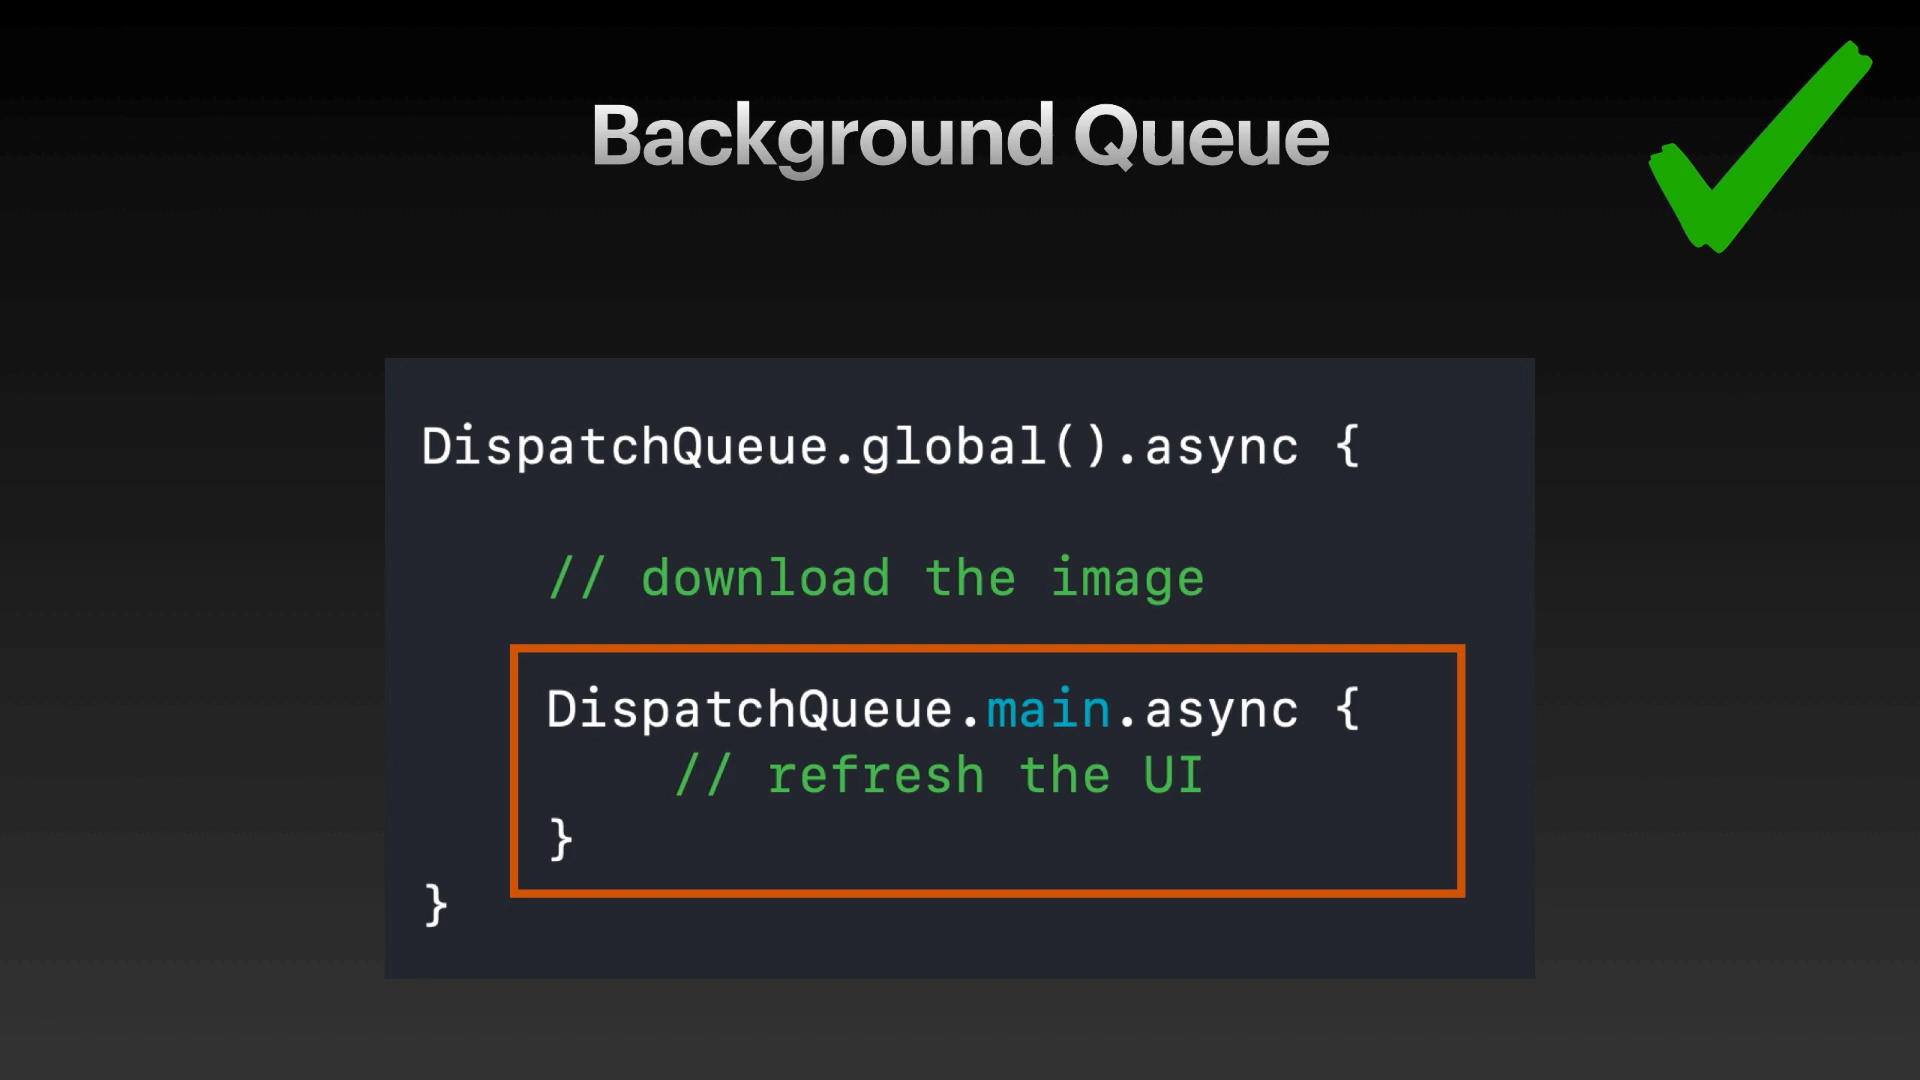 Background Queue
DispatchQueue.global().async {
// download the image
DispatchQueue.main.async {
// refresh the UI
}
}